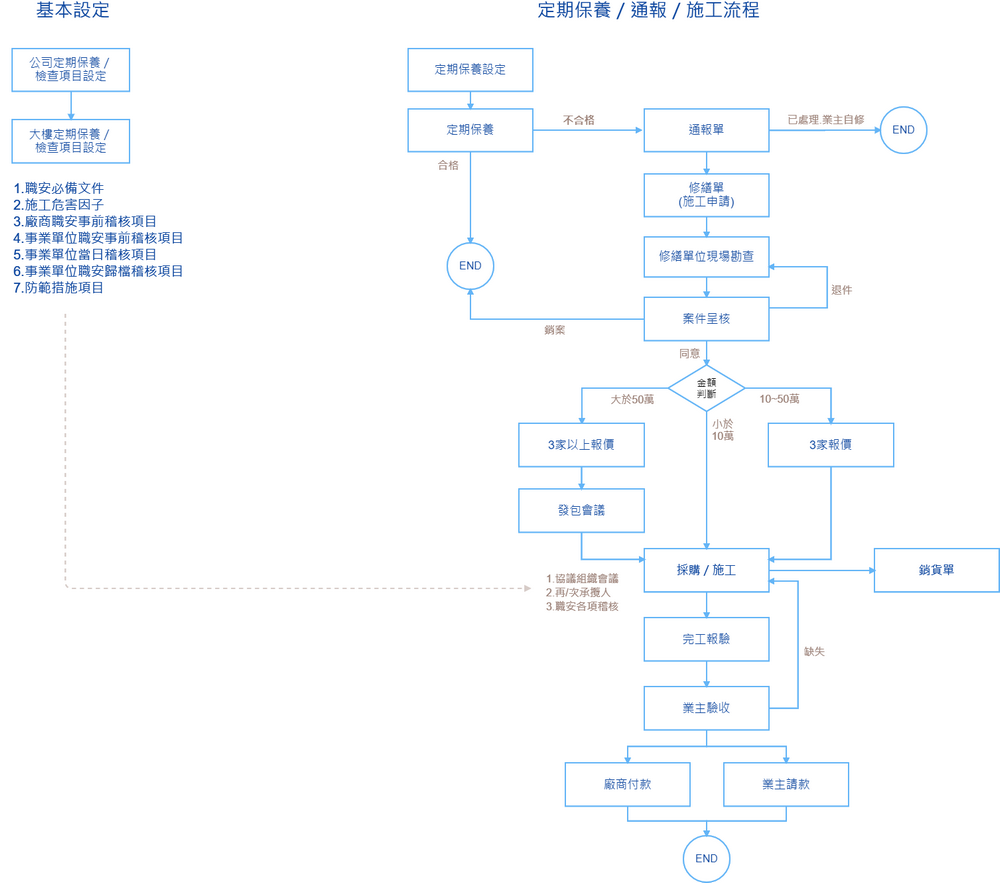 基本設定
公司定期保養 /
檢查項目設定
大樓定期保養 /
檢查項目設定
1.職安必備文件
2.施工危害因子
3.廠商職安事前稽核項目
4.事業單位職安事前稽核項目
5.事業單位當日稽核項目
6.事業單位職安歸檔稽核項目
7.防範措施項目
定期保養 / 通報 / 施工流程
定期保養設定
定期保養
不合格
通報單
已處理.業主自修
END
合格
修繕單
(施工申請)
修繕單位現場勘查
END
退件
案件呈核
銷案
同意
金額
判斷
大於50萬
10~50萬
小於
10萬
3家以上報價
3家報價
發包會議
採購 / 施工
銷貨單
1.協議組織會議
2.再/次承攬人
3.職安各項稽核
完工報驗
缺失
業主驗收
廠商付款
業主請款
END